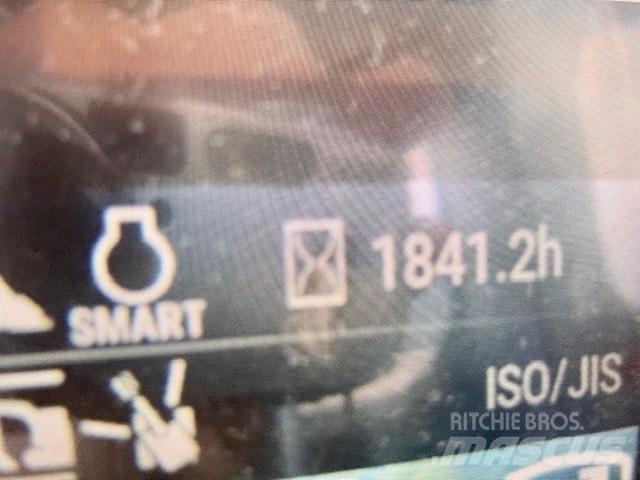 1841.2h
SMART
ISO/JIS
RITCHIE BROS.
MASCUS